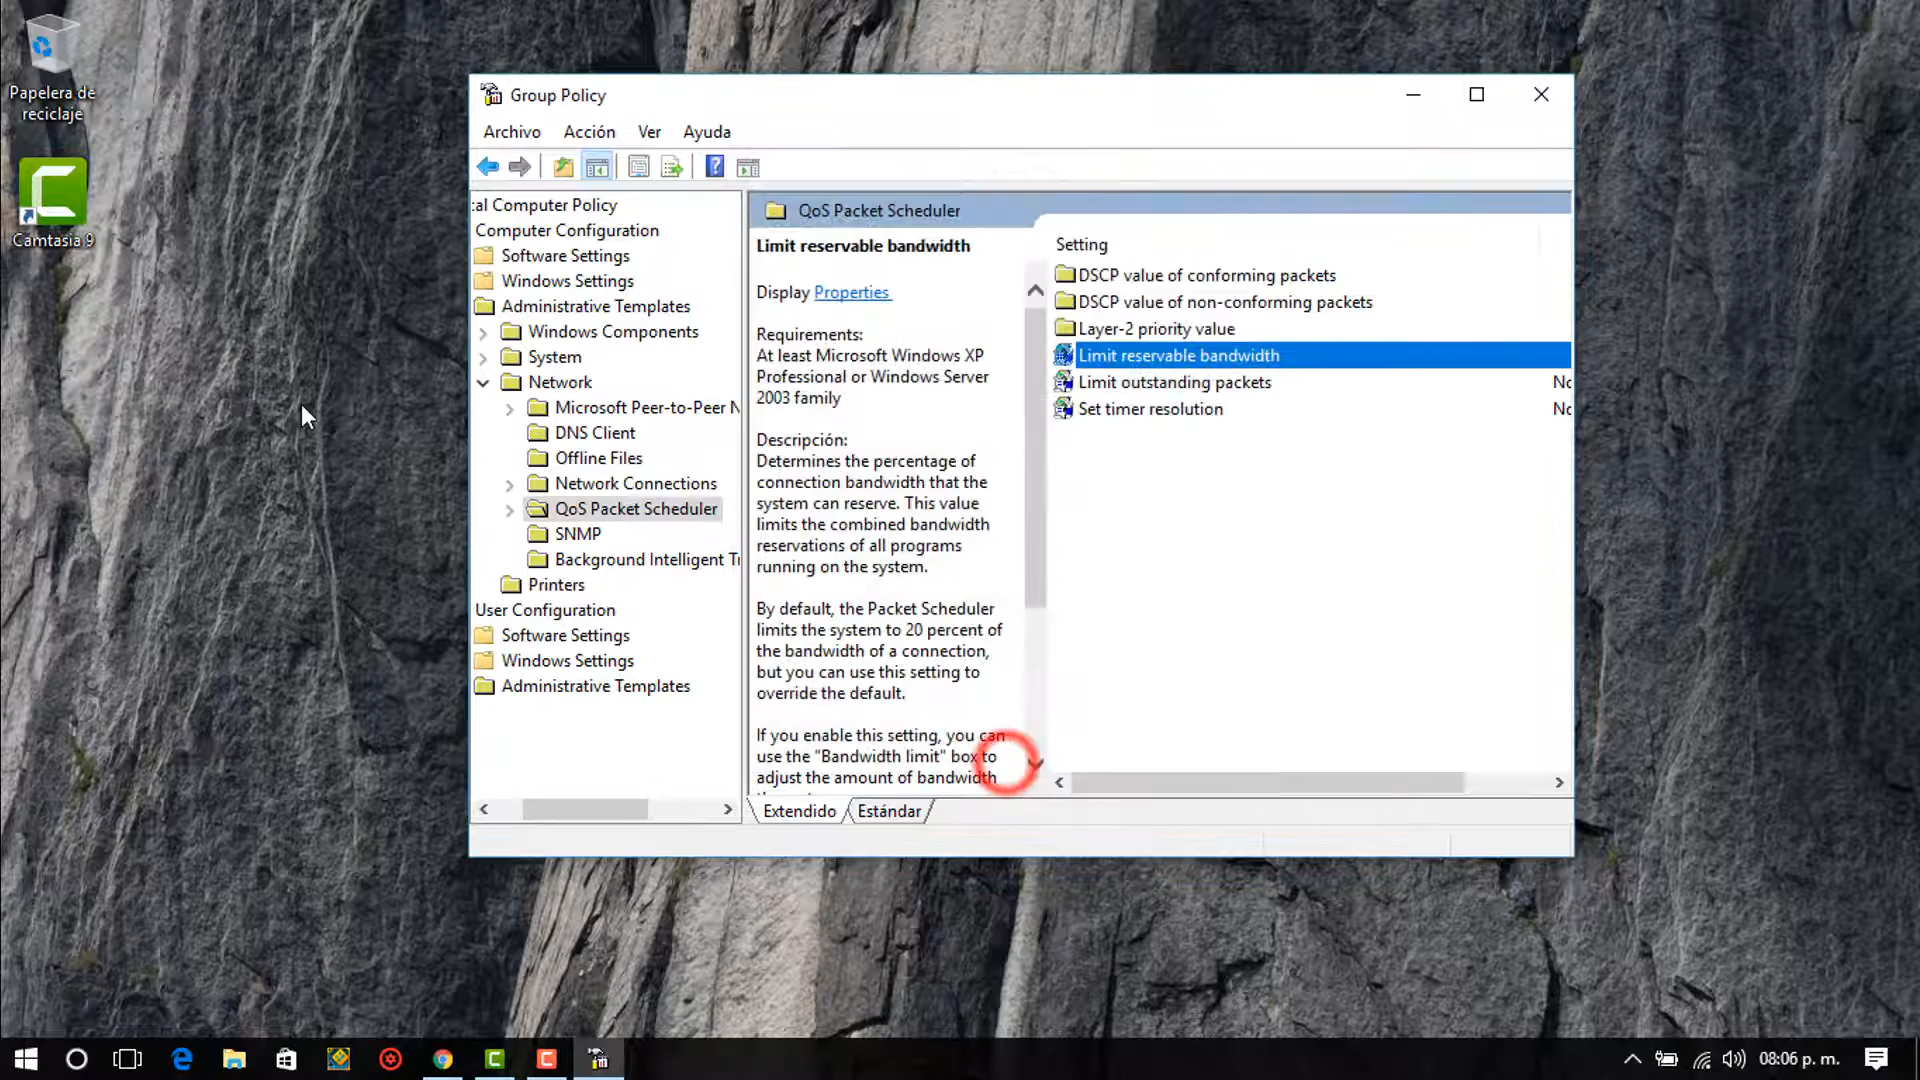 Papelera de
reciclaje
Camtasia 9
Group Policy
Archivo Acción Ver Ayuda
al Computer Policy
Computer Configuration
Software Settings
Windows Settings
Administrative Templates
Windows Components
System
Network
Microsoft Peer-to-Peer N
DNS Client
Offline Files
Network Connections
QoS Packet Scheduler
SNMP
Background Intelligent Tr
Printers
User Configuration
Software Settings
Windows Settings
Administrative Templates
QoS Packet Scheduler
Limit reservable bandwidth
Display Properties
Requirements:
At least Microsoft Windows XP
Professional or Windows Server
2003 family
Descripción:
Determines the percentage of
connection bandwidth that the
system can reserve. This value
limits the combined bandwidth
reservations of all programs
running on the system.
By default, the Packet Scheduler
limits the system to 20 percent of
the bandwidth of a connection,
but you can use this setting to
override the default.
If you enable this setting, you can
use the "Bandwidth limit" box to
adjust the amount of bandwidth
Setting
DSCP value of conforming packets
DSCP value of non-conforming packets
Layer-2 priority value
Limit reservable bandwidth
Limit outstanding packets No
Set timer resolution No
Extendido Estándar
08:06 p. m.